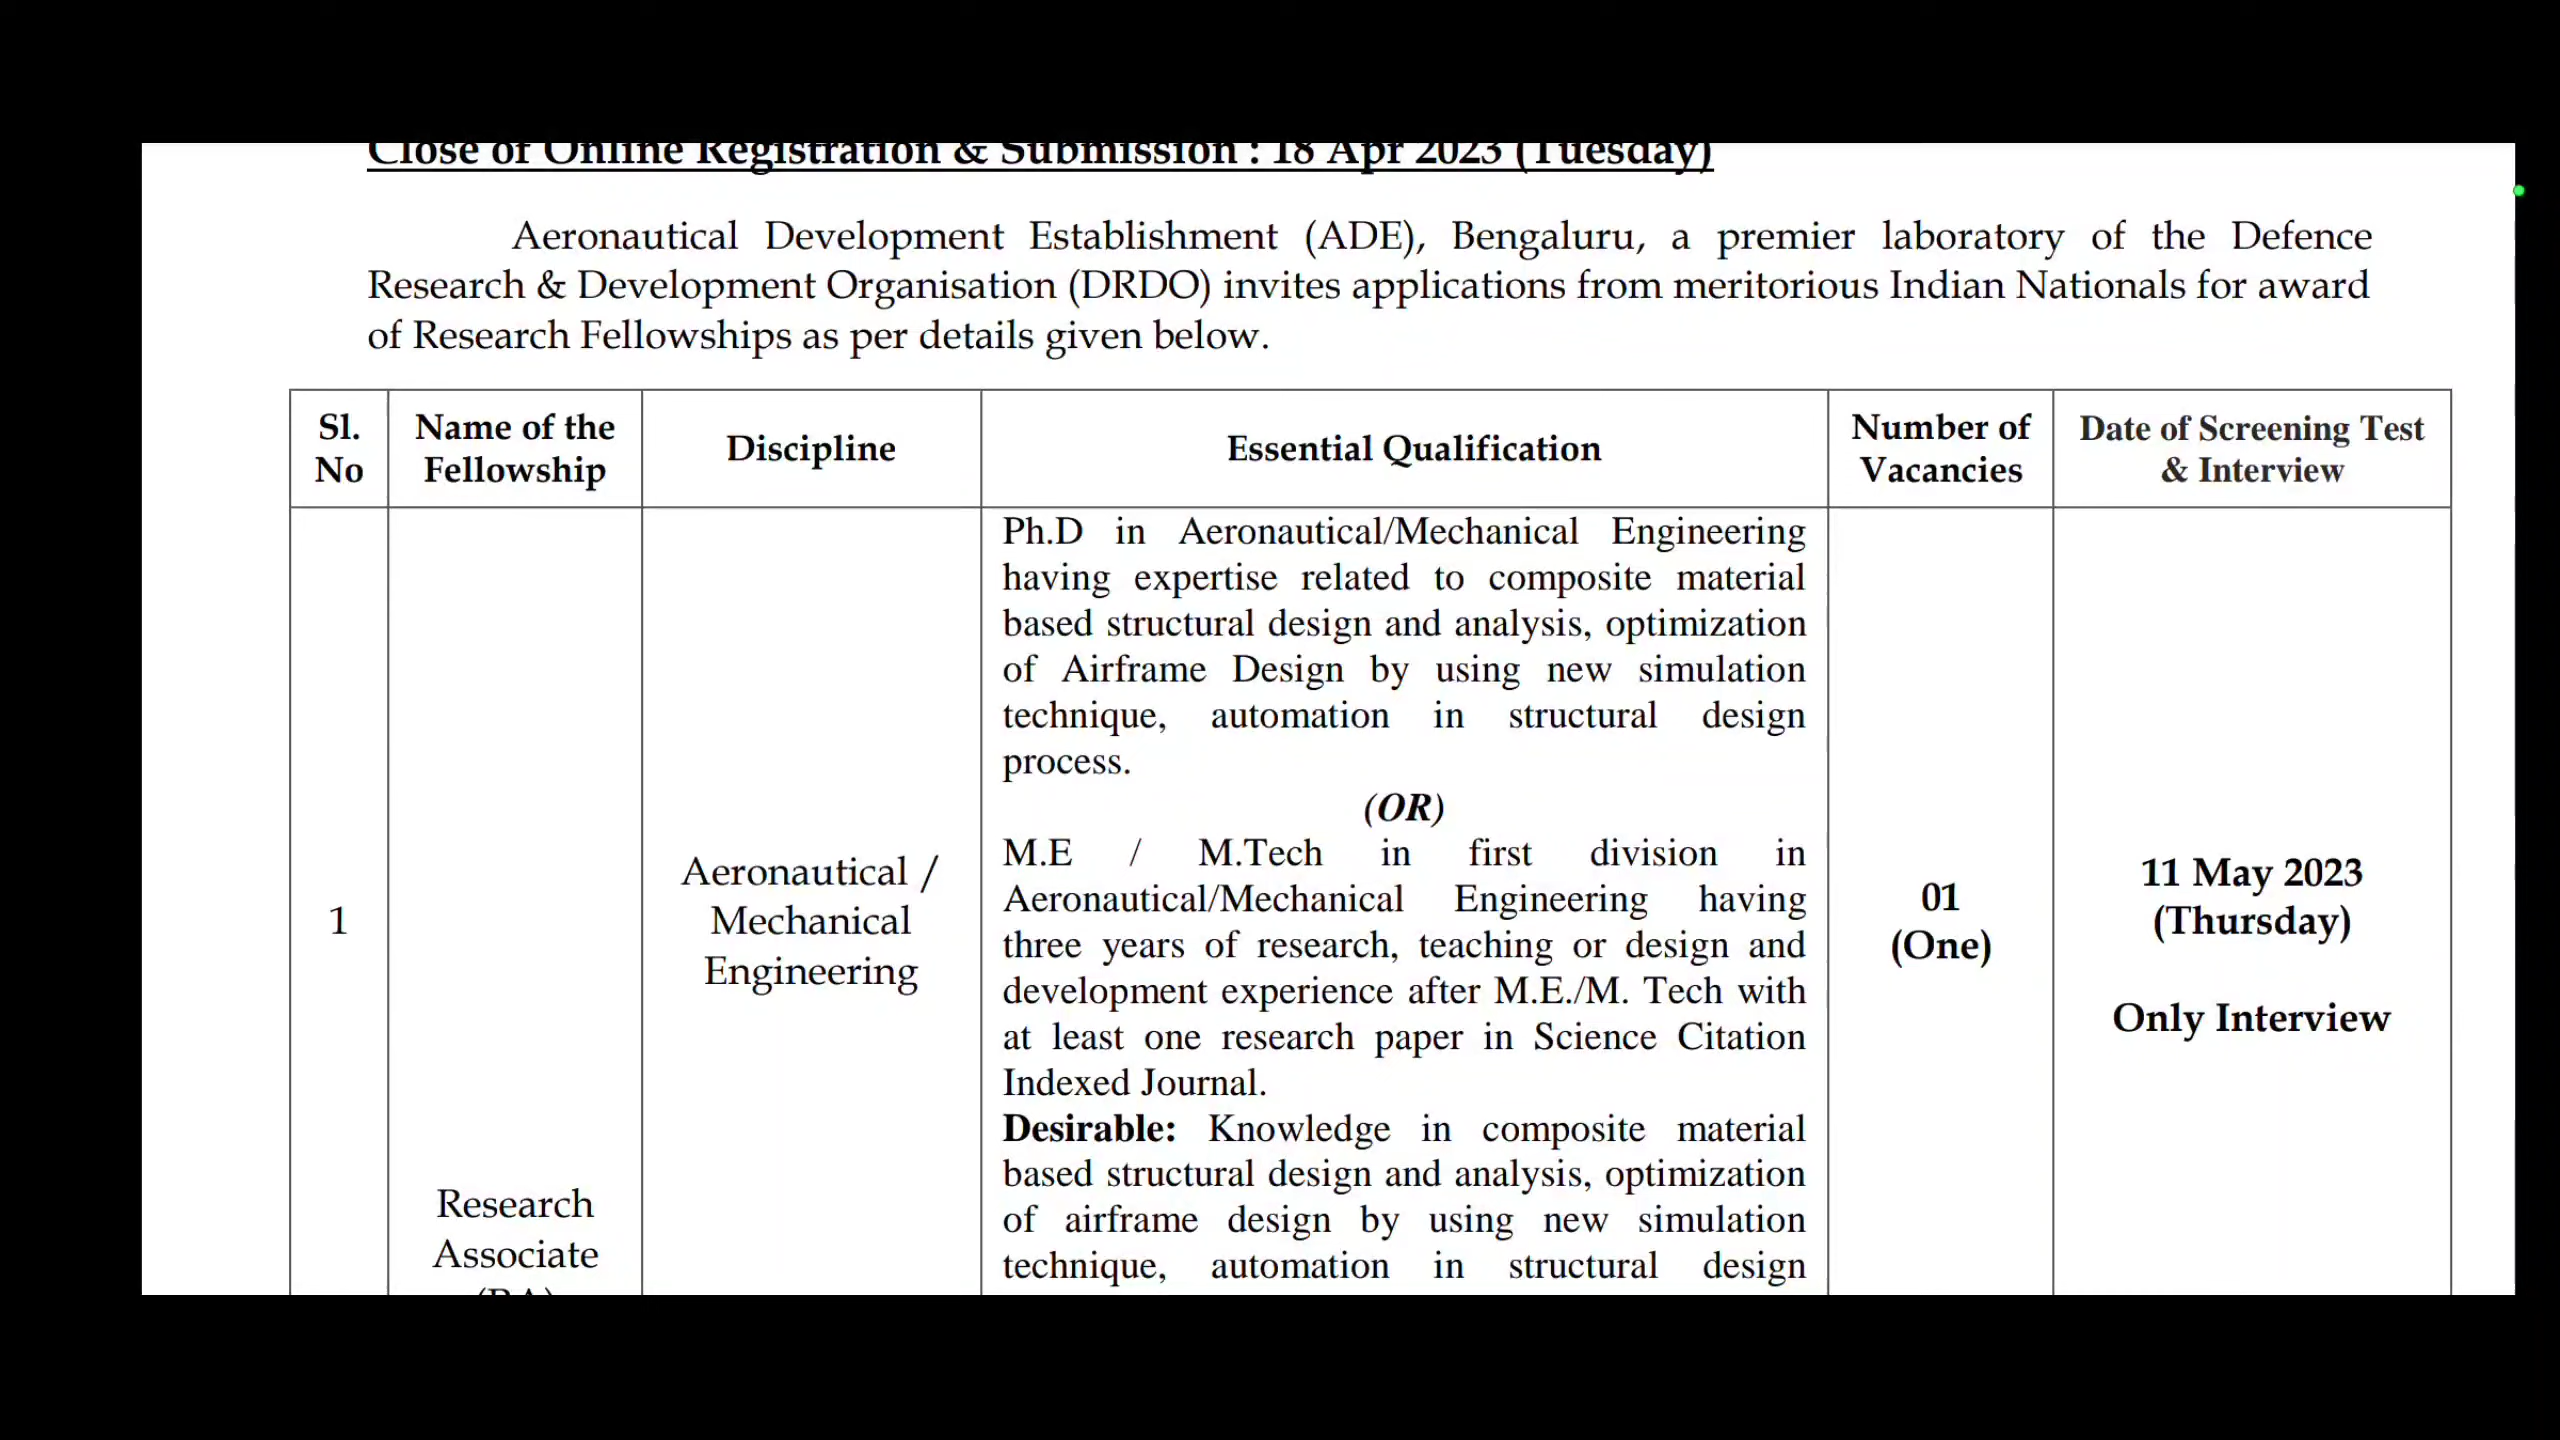 Close of Online Registration & Submission : 18 Apr 2023 (Tuesday)
Aeronautical Development Establishment (ADE), Bengaluru, a premier laboratory of the Defence
Research & Development Organisation (DRDO) invites applications from meritorious Indian Nationals for award
of Research Fellowships as per details given below.
Sl.
No
Name of the
Fellowship
Discipline
Essential Qualification
Number of
Vacancies
Date of Screening Test
& Interview
1
Research
Associate
(RA)
Aeronautical /
Mechanical
Engineering
Ph.D in Aeronautical/Mechanical Engineering
having expertise related to composite material
based structural design and analysis, optimization
of Airframe Design by using new simulation
technique, automation in structural design
process.
(OR)
M.E / M.Tech in first division in
Aeronautical/Mechanical Engineering having
three years of research, teaching or design and
development experience after M.E./M. Tech with
at least one research paper in Science Citation
Indexed Journal.
Desirable: Knowledge in composite material
based structural design and analysis, optimization
of airframe design by using new simulation
technique, automation in structural design
01
(One)
11 May 2023
(Thursday)
Only Interview